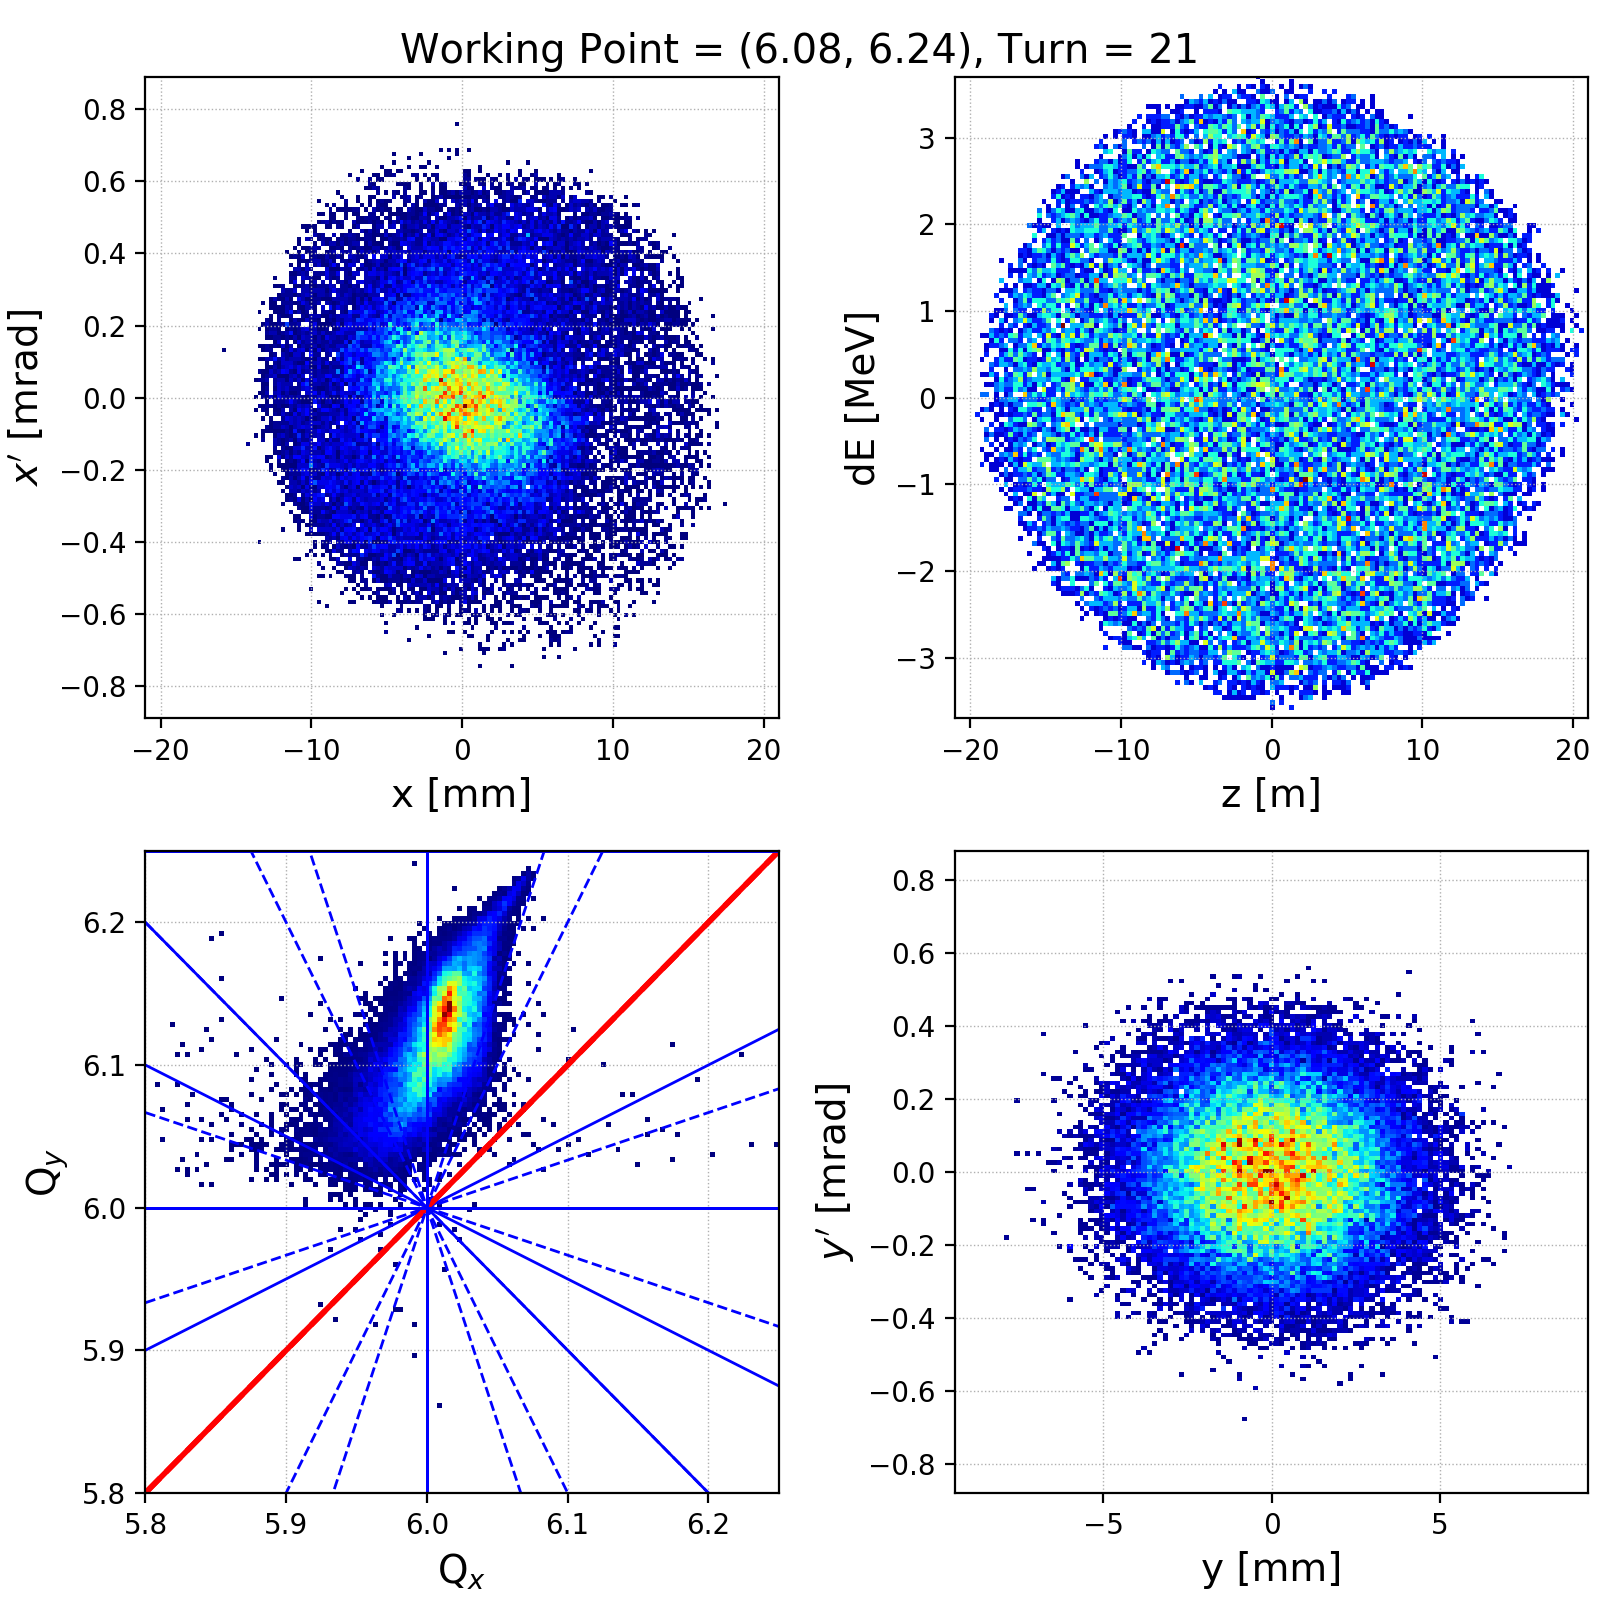 Working Point = (6.08, 6.24), Turn = 21
0.8
0.6
0.4
0.2
0.0
−0.2
−0.4
−0.6
−0.8
x′ [mrad]
−20 −10 0 10 20
x [mm]
3
2
1
0
−1
−2
−3
dE [MeV]
−20 −10 0 10 20
z [m]
6.2
6.1
6.0
5.9
5.8
Qy
5.8 5.9 6.0 6.1 6.2
Qx
0.8
0.6
0.4
0.2
0.0
−0.2
−0.4
−0.6
−0.8
y′ [mrad]
−5 0 5
y [mm]